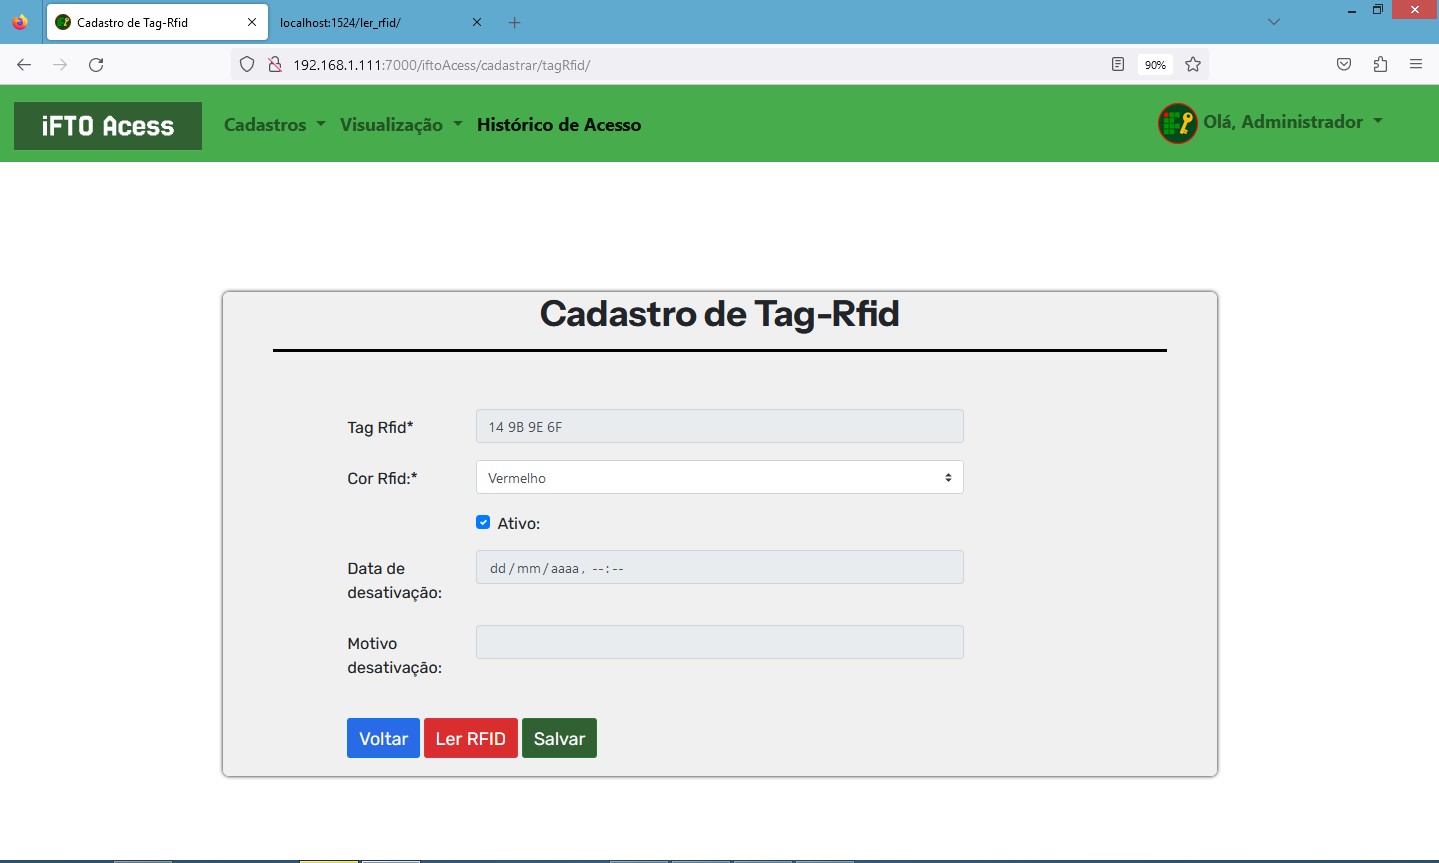 Cadastro de Tag-Rfid
localhost:1524/ler_rfid/
192.168.1.111:7000/iftoAcess/cadastrar/tagRfid/
90%
iFTO Acess
Cadastros
Visualização
Histórico de Acesso
Olá, Administrador
Cadastro de Tag-Rfid
Tag Rfid*
14 9B 9E 6F
Cor Rfid:*
Vermelho
Ativo:
Data de
desativação:
dd/mm/aaaa, --:--
Motivo
desativação:
Voltar
Ler RFID
Salvar